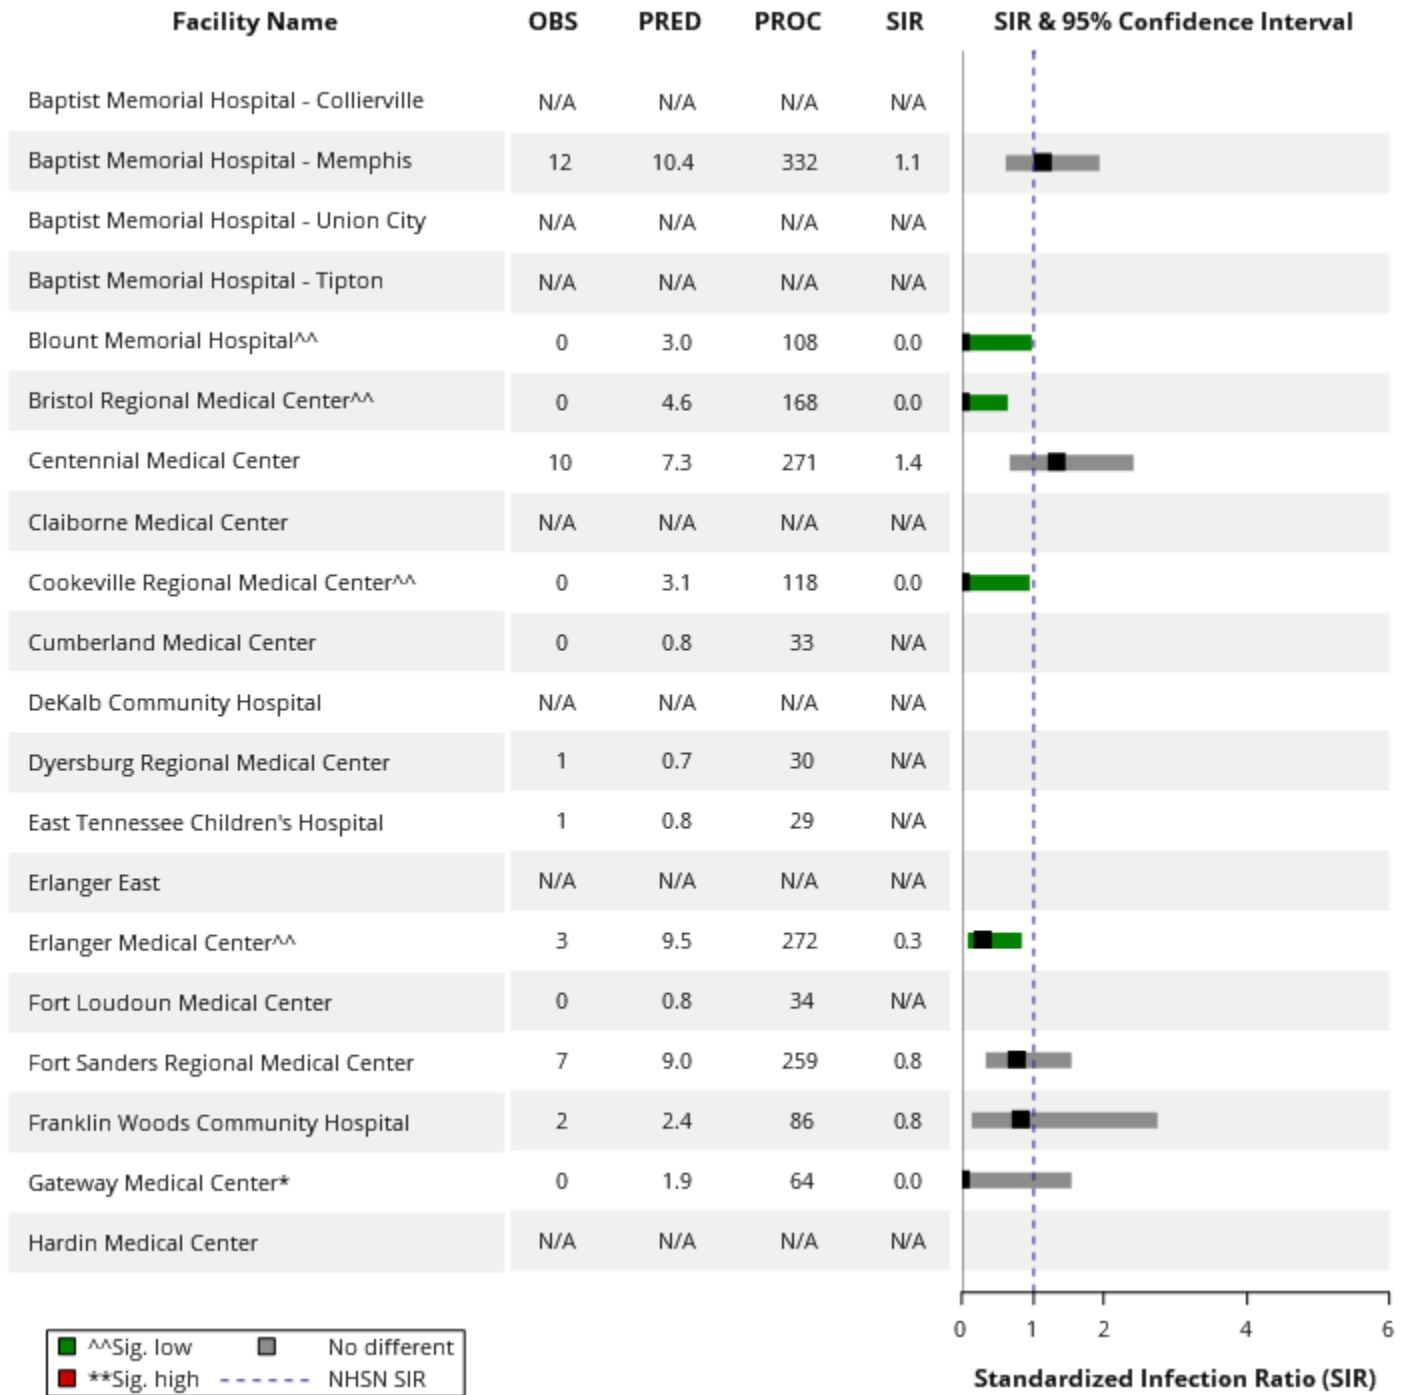 Facility Name OBS PRED PROC SIR SIR & 95% Confidence Interval
Baptist Memorial Hospital - Collierville N/A N/A N/A N/A
Baptist Memorial Hospital - Memphis 12 10.4 332 1.1
Baptist Memorial Hospital - Union City N/A N/A N/A N/A
Baptist Memorial Hospital - Tipton N/A N/A N/A N/A
Blount Memorial Hospital^^ 0 3.0 108 0.0
Bristol Regional Medical Center^^ 0 4.6 168 0.0
Centennial Medical Center 10 7.3 271 1.4
Claiborne Medical Center N/A N/A N/A N/A
Cookeville Regional Medical Center^^ 0 3.1 118 0.0
Cumberland Medical Center 0 0.8 33 N/A
DeKalb Community Hospital N/A N/A N/A N/A
Dyersburg Regional Medical Center 1 0.7 30 N/A
East Tennessee Children's Hospital 1 0.8 29 N/A
Erlanger East N/A N/A N/A N/A
Erlanger Medical Center^^ 3 9.5 272 0.3
Fort Loudoun Medical Center 0 0.8 34 N/A
Fort Sanders Regional Medical Center 7 9.0 259 0.8
Franklin Woods Community Hospital 2 2.4 86 0.8
Gateway Medical Center* 0 1.9 64 0.0
Hardin Medical Center N/A N/A N/A N/A
0 1 2 4 6
^^Sig. low No different
**Sig. high NHSN SIR
Standardized Infection Ratio (SIR)